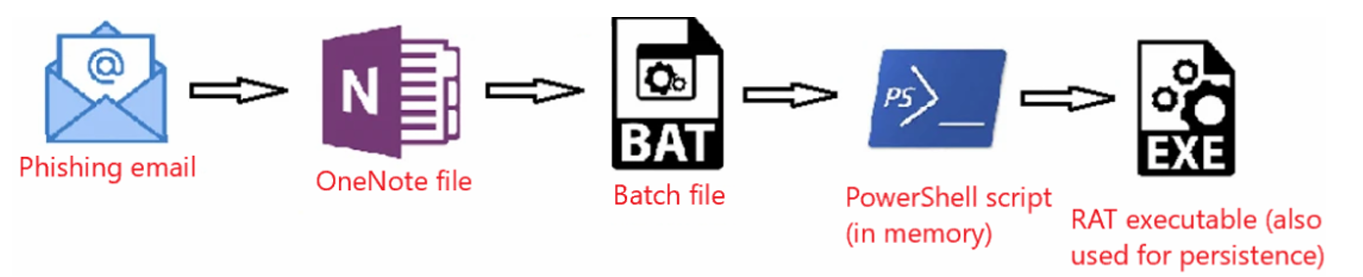 @
N
BAT
PS
EXE
Phishing email
OneNote file
Batch file
PowerShell script
(in memory)
RAT executable (also
used for persistence)